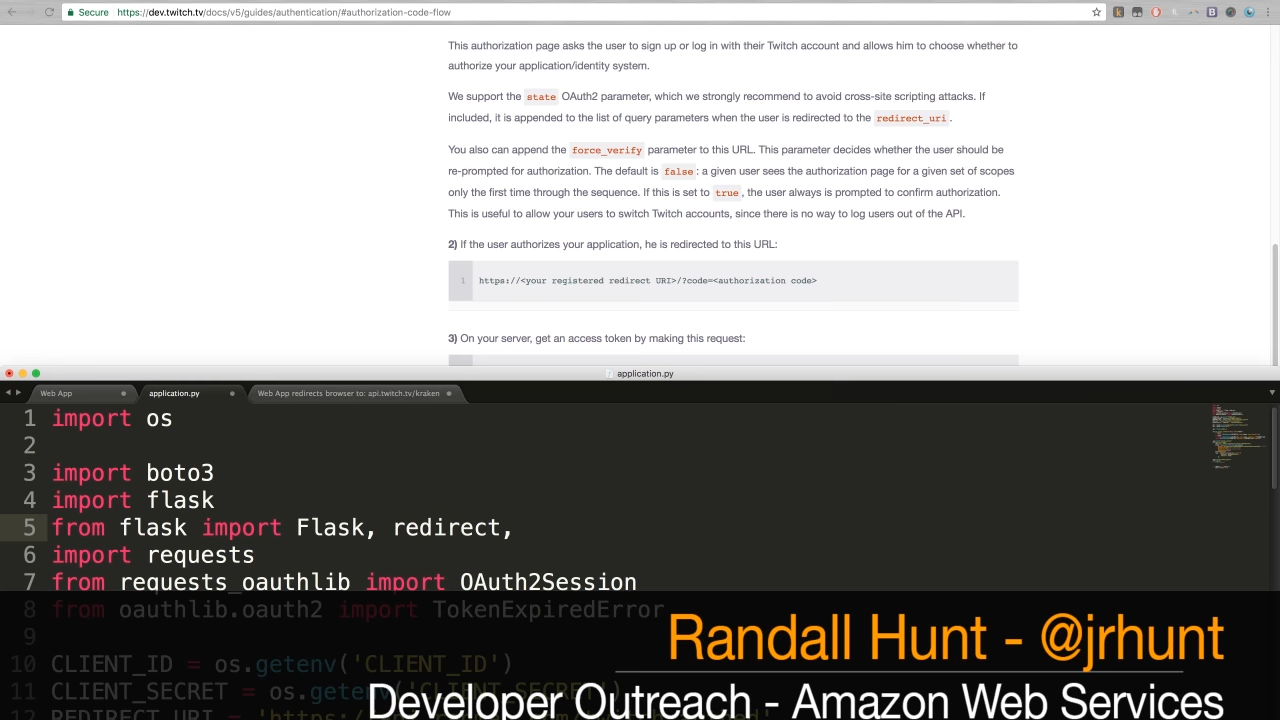 Secure https://dev.twitch.tv/docs/v5/guides/authentication/#authorization-code-flow
This authorization page asks the user to sign up or log in with their Twitch account and allows him to choose whether to
authorize your application/identity system.
We support the state OAuth2 parameter, which we strongly recommend to avoid cross-site scripting attacks. If
included, it is appended to the list of query parameters when the user is redirected to the redirect_uri.
You also can append the force_verify parameter to this URL. This parameter decides whether the user should be
re-prompted for authorization. The default is false: a given user sees the authorization page for a given set of scopes
only the first time through the sequence. If this is set to true, the user always is prompted to confirm authorization.
This is useful to allow your users to switch Twitch accounts, since there is no way to log users out of the API.
2) If the user authorizes your application, he is redirected to this URL:
1 https://<your registered redirect URI>/?code=<authorization code>
3) On your server, get an access token by making this request:
application.py
Web App application.py Web App redirects browser to: api.twitch.tv/kraken
1 import os
2
3 import boto3
4 import flask
5 from flask import Flask, redirect,
6 import requests
7 from requests_oauthlib import OAuth2Session
8 from oauthlib.oauth2 import TokenExpiredError
9
10 CLIENT_ID = os.getenv('CLIENT_ID')
11 CLIENT_SECRET = os.getenv('CLIENT_SECRET')
12 REDIRECT_URI = 'https:/
Randall Hunt - @jrhunt
Developer Outreach - Amazon Web Services